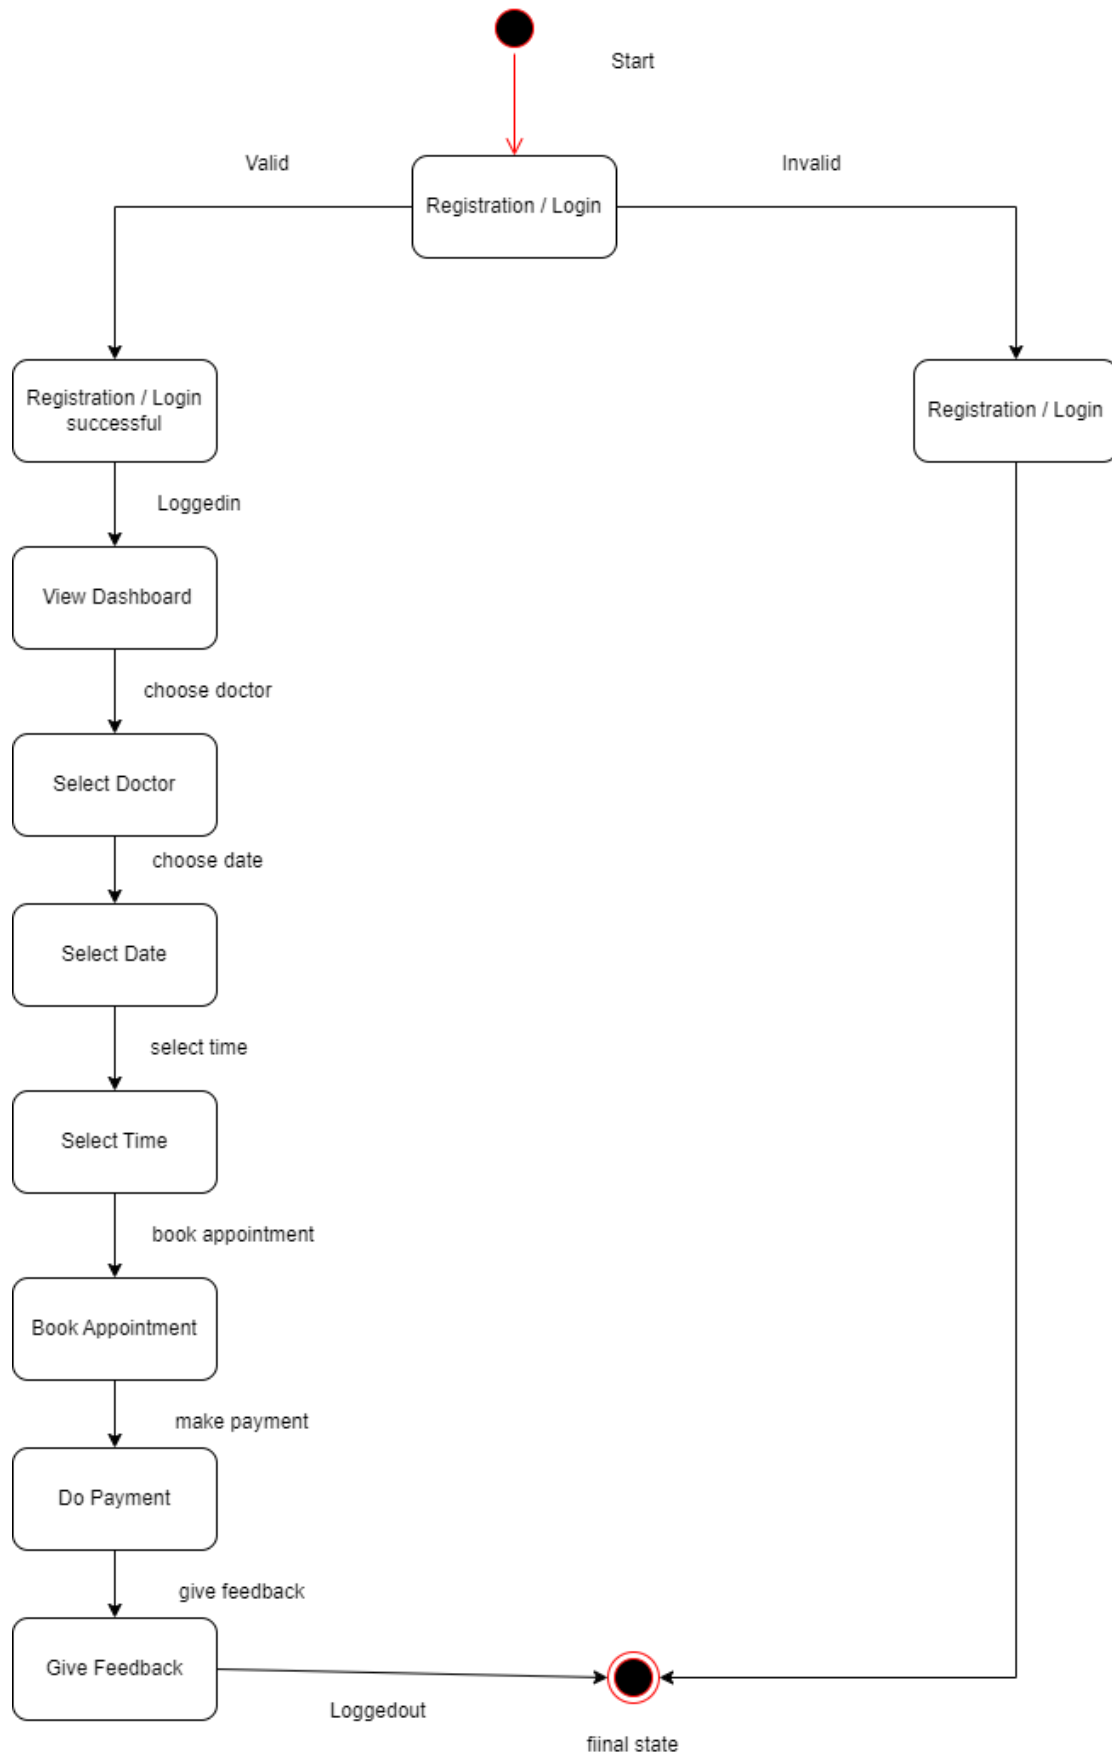 Start
Valid
Invalid
Registration / Login
Registration / Login
successful
Registration / Login
Loggedin
View Dashboard
choose doctor
Select Doctor
choose date
Select Date
select time
Select Time
book appointment
Book Appointment
make payment
Do Payment
give feedback
Give Feedback
Loggedout
fiinal state